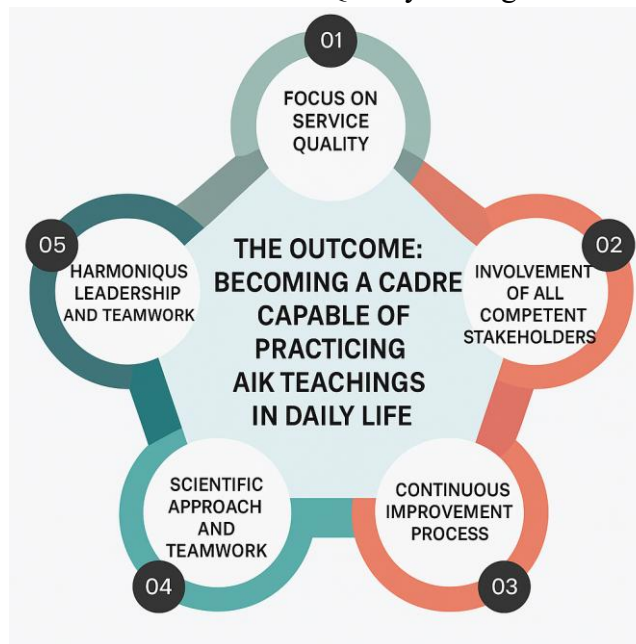 01
FOCUS ON
SERVICE
QUALITY
02
INVOLVEMENT
OF ALL
COMPETENT
STAKEHOLDERS
03
CONTINUOUS
IMPROVEMENT
PROCESS
04
SCIENTIFIC
APPROACH
AND
TEAMWORK
05
HARMONIQUS
LEADERSHIP
AND TEAMWORK
THE OUTCOME:
BECOMING A CADRE
CAPABLE OF
PRACTICING
AIK TEACHINGS
IN DAILY LIFE